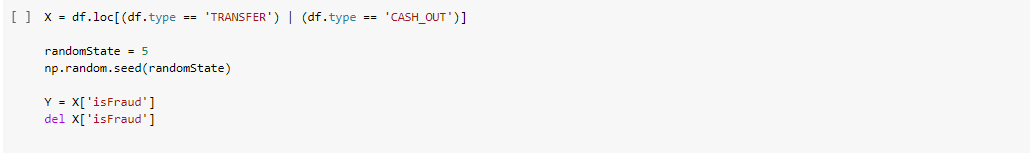 [ ] X = df.loc[(df.type == 'TRANSFER') | (df.type == 'CASH_OUT')]
randomState = 5
np.random.seed(randomState)
Y = X['isFraud']
del X['isFraud']